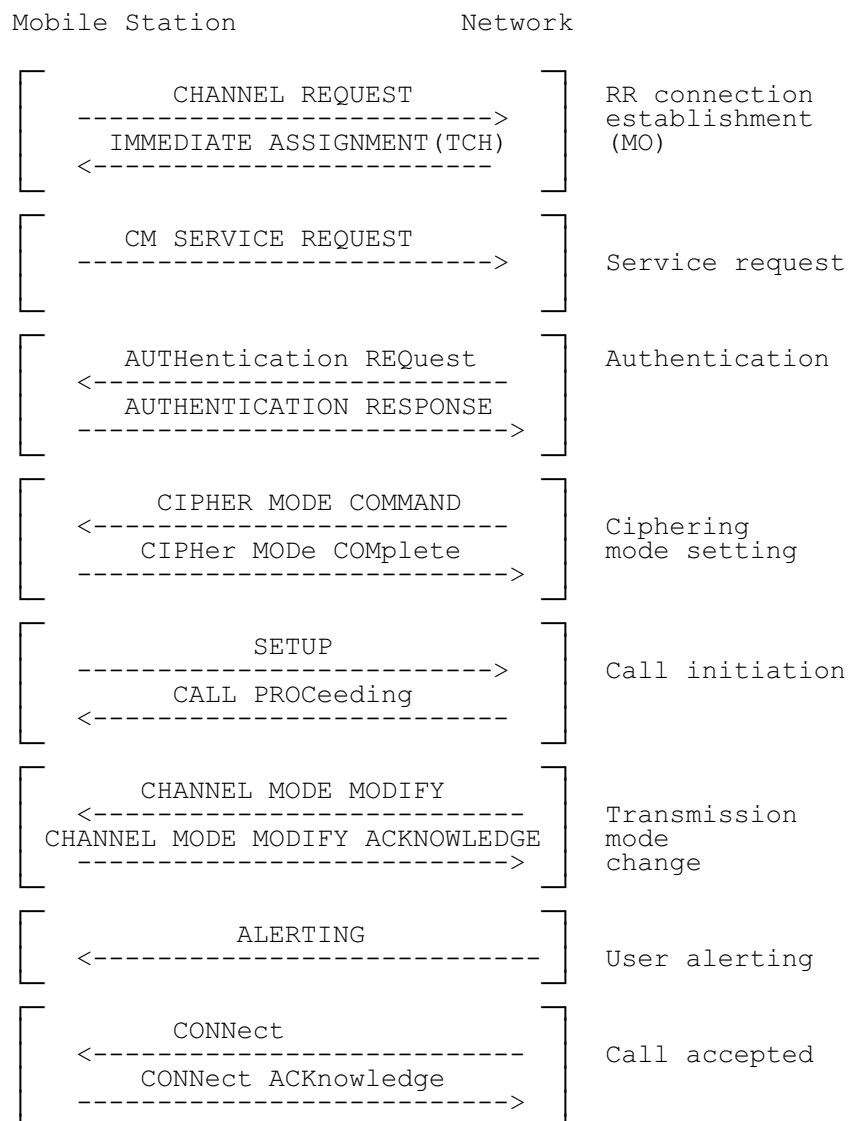 Mobile Station Network
CHANNEL REQUEST RR connection
--------------------------> establishment
IMMEDIATE ASSIGNMENT(TCH) (MO)
<-------------------------
CM SERVICE REQUEST
--------------------------> Service request
AUTHentication REQuest Authentication
<--------------------------
AUTHENTICATION RESPONSE
--------------------------->
CIPHER MODE COMMAND
<-------------------------- Ciphering
CIPHer MODe COMplete mode setting
--------------------------->
SETUP
--------------------------> Call initiation
CALL PROCeeding
<--------------------------
CHANNEL MODE MODIFY
<--------------------------- Transmission
CHANNEL MODE MODIFY ACKNOWLEDGE mode
---------------------------> change
ALERTING
<---------------------------- User alerting
CONNect
<--------------------------- Call accepted
CONNect ACKnowledge
--------------------------->